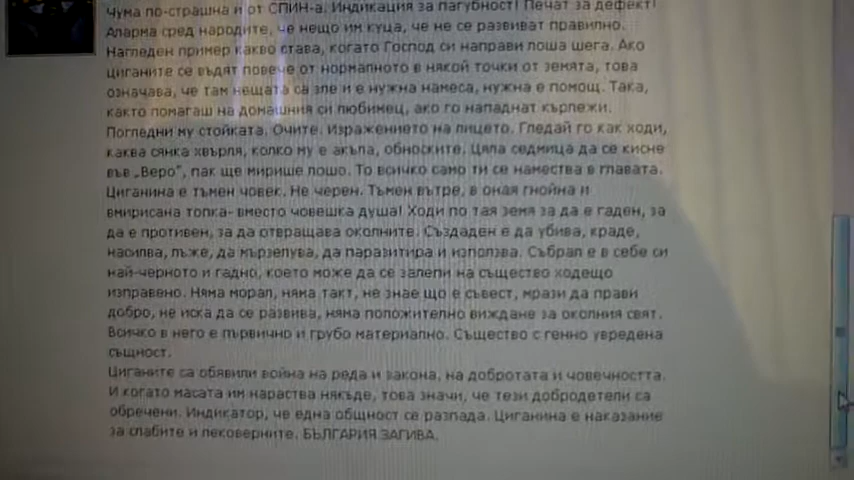 Чума по-страшна и от СПИН-а. Индикация за пагубност! Печат за дефект!
Аларма сред народите, че нещо им куца, че не се развиват правилно.
Нагледен пример какво става, когато Господ си направи лоша шега. Ако
циганите се въдят повече от нормалното в някой точки от земята, това
означава, че там нещата са зле и е нужна намеса, нужна е помощ. Така,
както помагаш на домашния си любимец, ако го нападнат кърлежи.
Погледни му стойката. Очите. Изражението на лицето. Гледай го как ходи,
каква сянка хвърля, колко му е акъла, обноските. Цяла седмица да се кисне
във „Веро", пак ще мирише лошо. То всичко само ти се намества в главата.
Циганина е тъмен човек. Не черен. Тъмен вътре, в оная гнойна и
вмирисана топка- вместо човешка душа! Ходи по тая земя за да е гаден, за
да е противен, за да отвращава околните. Създаден е да убива, краде,
насилва, лъже, да мързелува, да паразитира и използва. Събрал е в себе си
най-черното и гадно, което може да се залепи на същество ходещо
изправено. Няма морал, няма такт, не знае що е съвест, мрази да прави
добро, не иска да се развива, няма положително виждане за околния свят.
Всичко в него е първично и грубо материално. Същество с генно увредена
същност.
Циганите са обявили война на реда и закона, на добротата и човечността.
И когато масата им нараства някъде, това значи, че тези добродетели са
обречени. Индикатор, че една общност се разпада. Циганина е наказание
за слабите и лековерните. БЪЛГАРИЯ ЗАГИВА.